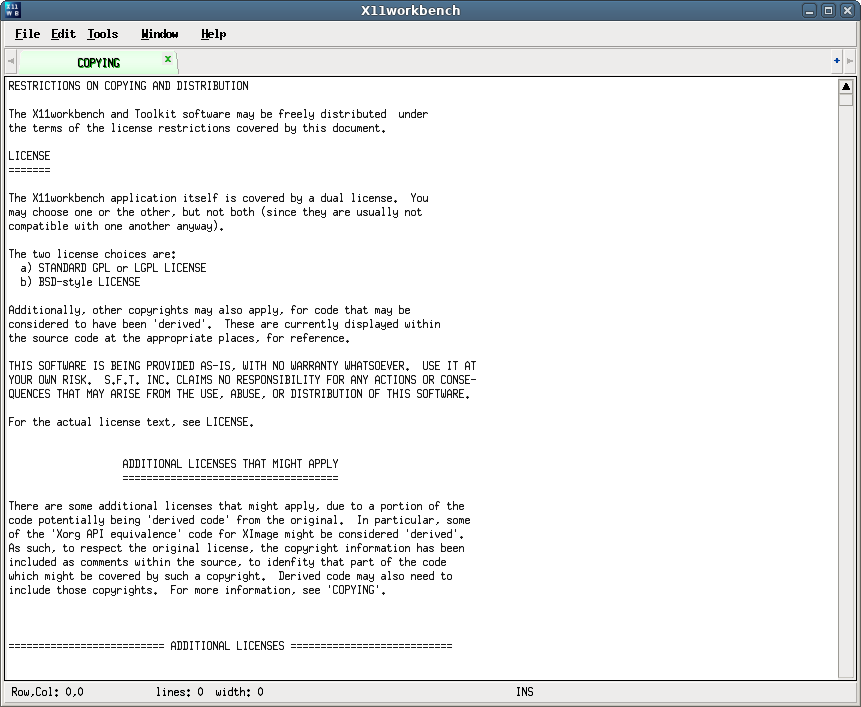 X11workbench
File Edit Tools Window Help
COPYING x
+
RESTRICTIONS ON COPYING AND DISTRIBUTION
The X11workbench and Toolkit software may be freely distributed  under
the terms of the license restrictions covered by this document.
LICENSE
=======
The X11workbench application itself is covered by a dual license.  You
may choose one or the other, but not both (since they are usually not
compatible with one another anyway).
The two license choices are:
  a) STANDARD GPL or LGPL LICENSE
  b) BSD-style LICENSE
Additionally, other copyrights may also apply, for code that may be
considered to have been 'derived'.  These are currently displayed within
the source code at the appropriate places, for reference.
THIS SOFTWARE IS BEING PROVIDED AS-IS, WITH NO WARRANTY WHATSOEVER.  USE IT AT
YOUR OWN RISK.  S.F.T. INC. CLAIMS NO RESPONSIBILITY FOR ANY ACTIONS OR CONSE-
QUENCES THAT MAY ARISE FROM THE USE, ABUSE, OR DISTRIBUTION OF THIS SOFTWARE.
For the actual license text, see LICENSE.
ADDITIONAL LICENSES THAT MIGHT APPLY
====================================
There are some additional licenses that might apply, due to a portion of the
code potentially being 'derived code' from the original.  In particular, some
of the 'Xorg API equivalence' code for XImage might be considered 'derived'.
As such, to respect the original license, the copyright information has been
included as comments within the source, to idenfity that part of the code
which might be covered by such a copyright.  Derived code may also need to
include those copyrights.  For more information, see 'COPYING'.
========================== ADDITIONAL LICENSES ===========================
Row,Col: 0,0 lines: 0  width: 0 INS